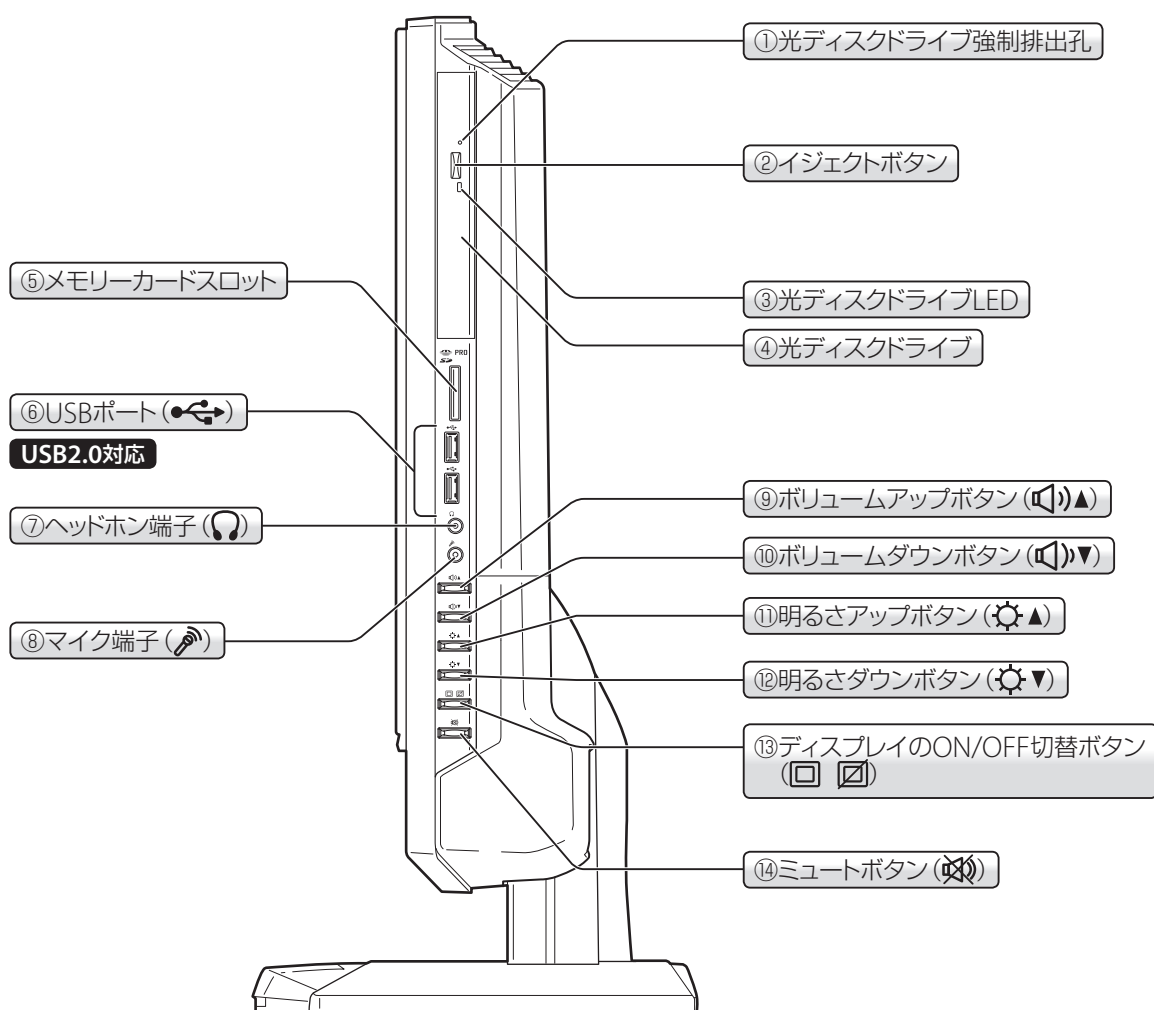 ①光ディスクドライブ強制排出孔
②イジェクトボタン
③光ディスクドライブLED
④光ディスクドライブ
⑤メモリーカードスロット
PRO
⑥USBポート()
USB2.0対応
⑦ヘッドホン端子()
⑧マイク端子()
⑨ボリュームアップボタン(▲)
⑩ボリュームダウンボタン(▼)
⑪明るさアップボタン(▲)
⑫明るさダウンボタン(▼)
⑬ディスプレイのON/OFF切替ボタン
()
⑭ミュートボタン()